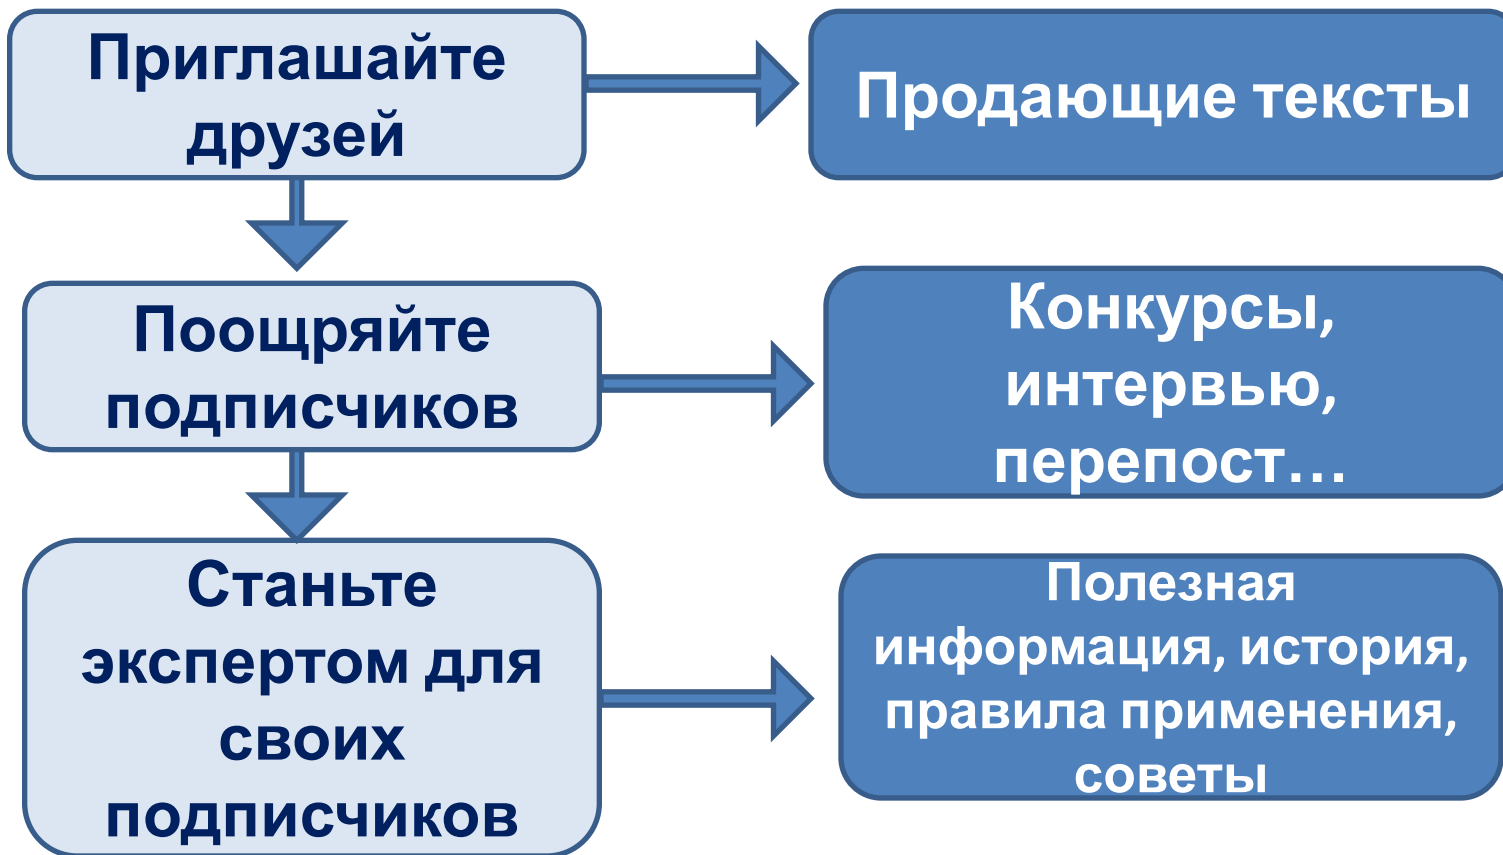 Приглашайте
друзей
Продающие тексты
Поощряйте
подписчиков
Конкурсы,
интервью,
перепост...
Станьте
экспертом для
своих
подписчиков
Полезная
информация, история,
правила применения,
советы